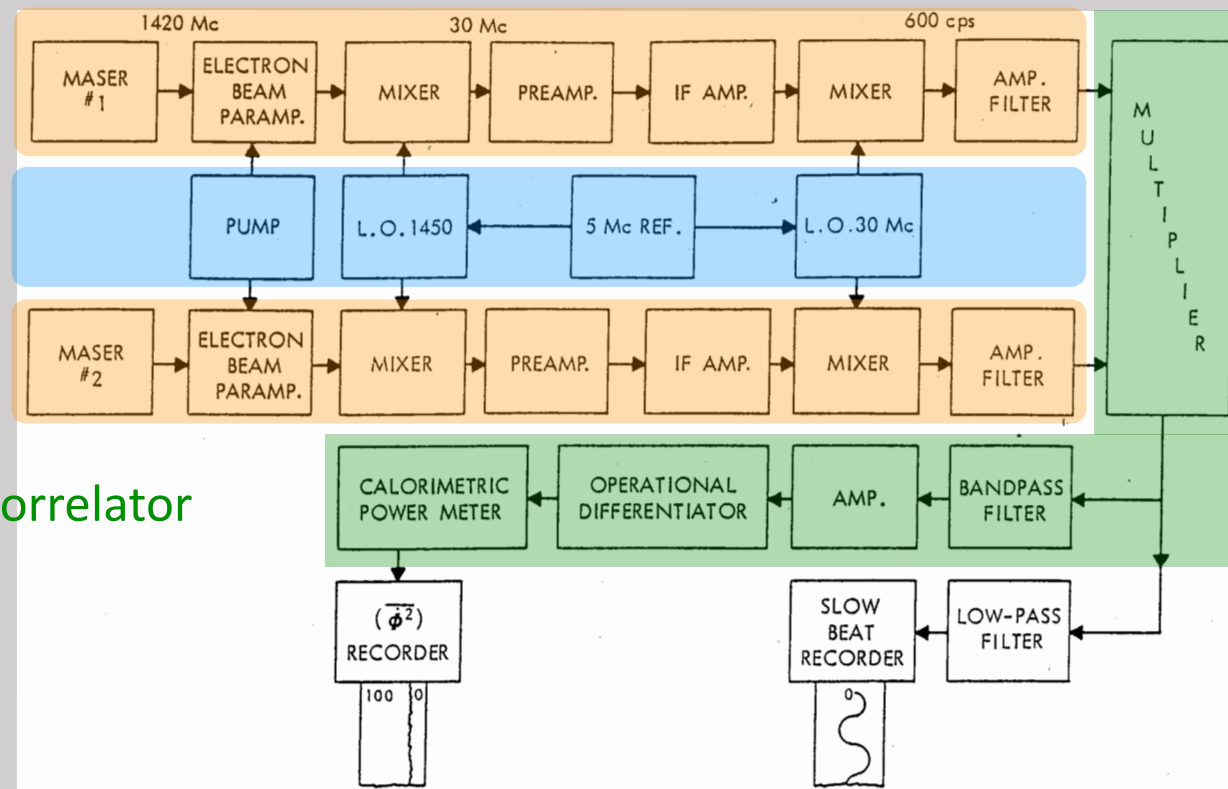 1420 Mc
30 Mc
600 cps
MASER
#1
ELECTRON
BEAM
PARAMP.
MIXER
PREAMP.
IF AMP.
MIXER
AMP.
FILTER
MULTIPLIER
PUMP
L.O.1450
5 Mc REF.
L.O.30 Mc
MASER
#2
ELECTRON
BEAM
PARAMP.
MIXER
PREAMP.
IF AMP.
MIXER
AMP.
FILTER
orrelator
CALORIMETRIC
POWER METER
OPERATIONAL
DIFFERENTIATOR
AMP.
BANDPASS
FILTER
(φ̇²)
RECORDER
SLOW
BEAT
RECORDER
LOW-PASS
FILTER
100 0
0